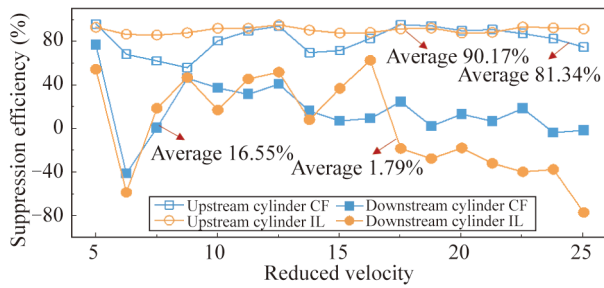 Suppression efficiency (%)
80
40
0
−40
−80
Average 90.17%
Average 81.34%
Average 16.55%
Average 1.79%
Upstream cylinder CF
Downstream cylinder CF
Upstream cylinder IL
Downstream cylinder IL
5
10
15
20
25
Reduced velocity